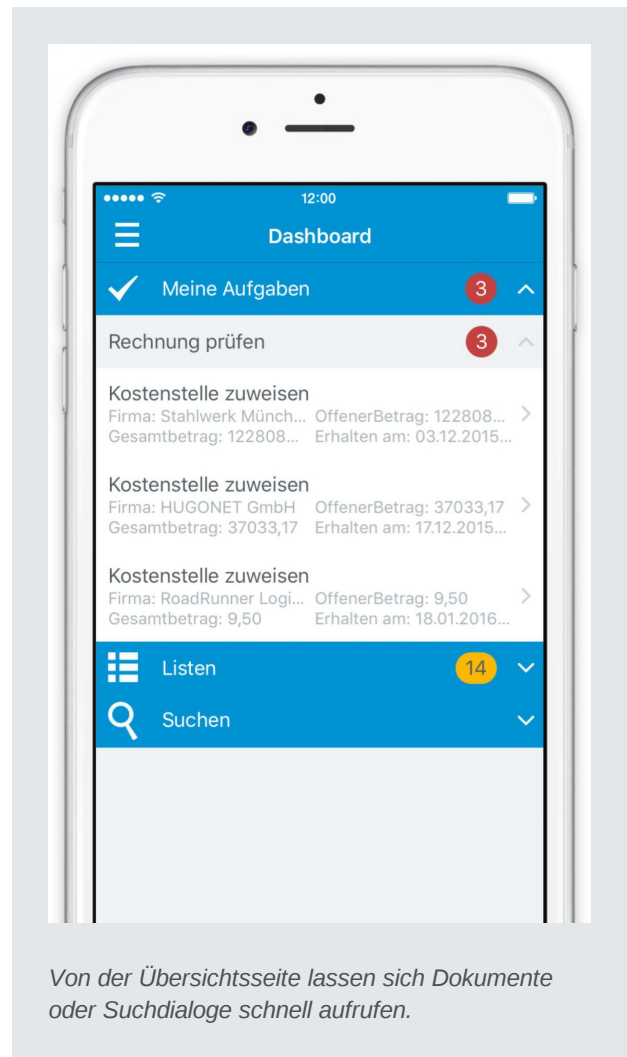 12:00
Dashboard
Meine Aufgaben 3
Rechnung prüfen 3
Kostenstelle zuweisen
Firma: Stahlwerk Münch... OffenerBetrag: 122808...
Gesamtbetrag: 122808... Erhalten am: 03.12.2015...
Kostenstelle zuweisen
Firma: HUGONET GmbH OffenerBetrag: 37033,17
Gesamtbetrag: 37033,17 Erhalten am: 17.12.2015...
Kostenstelle zuweisen
Firma: RoadRunner Logi... OffenerBetrag: 9,50
Gesamtbetrag: 9,50 Erhalten am: 18.01.2016...
Listen 14
Suchen
Von der Übersichtsseite lassen sich Dokumente
oder Suchdialoge schnell aufrufen.